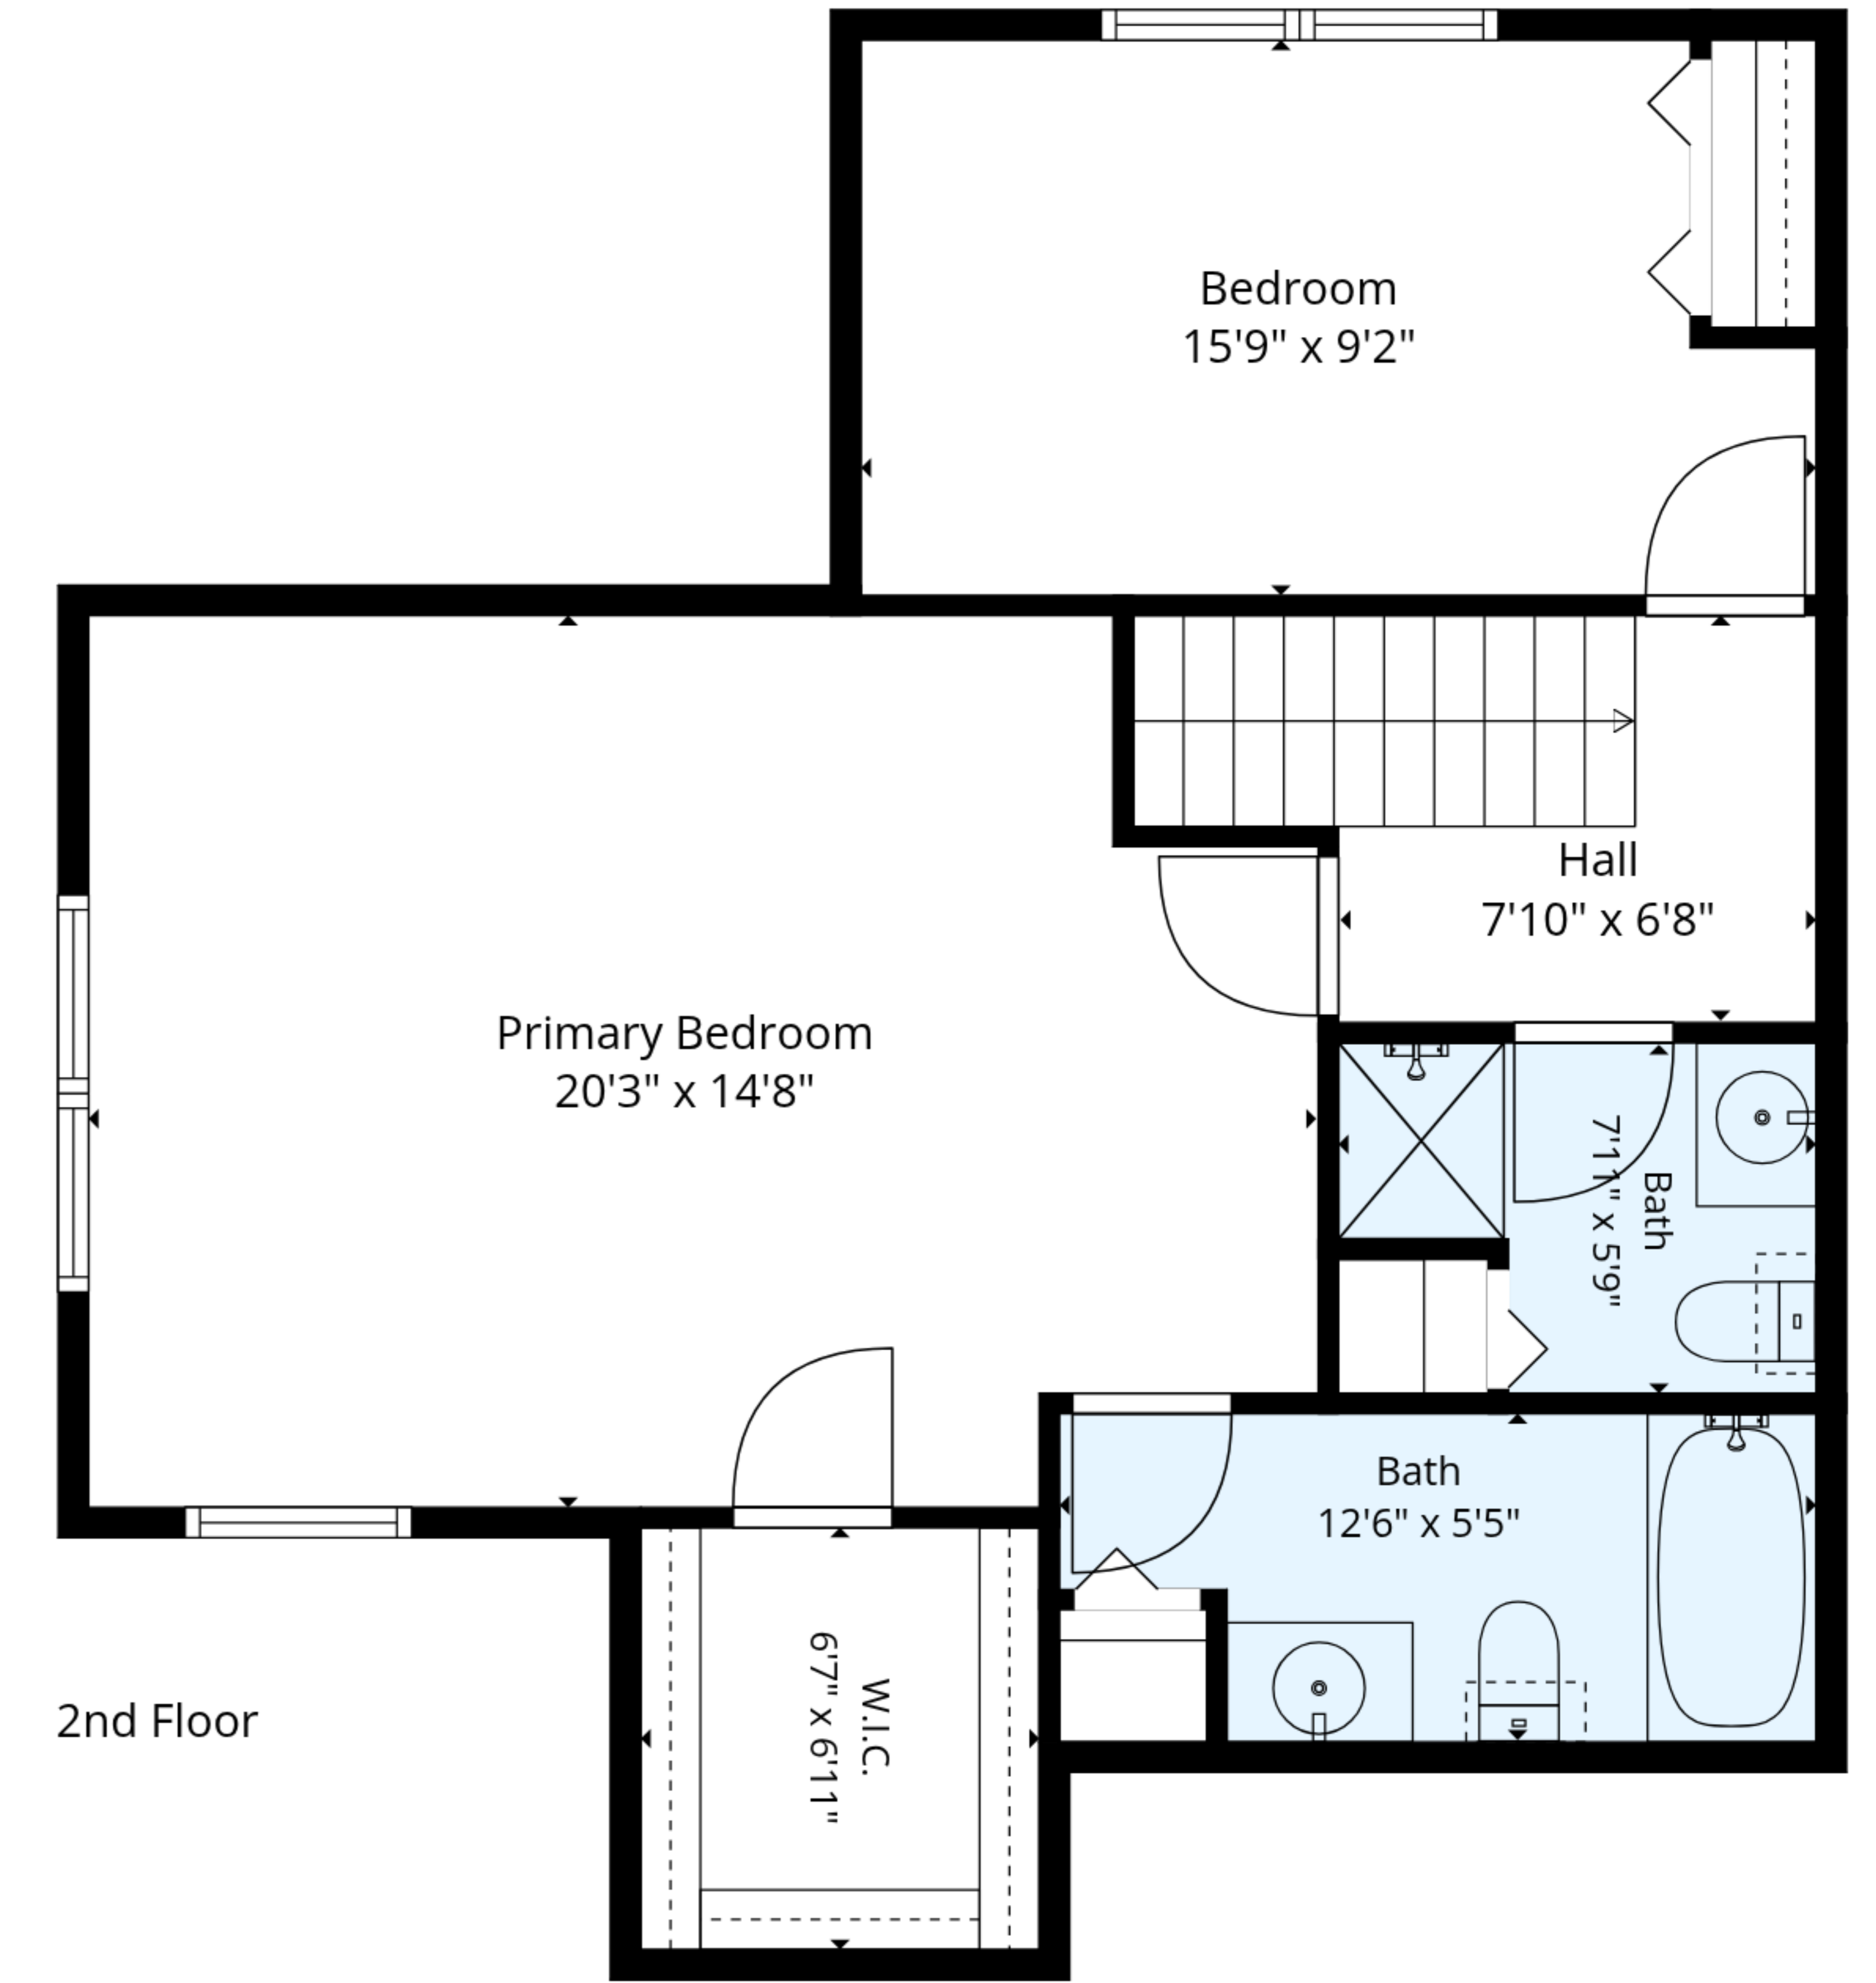 Bedroom
15'9" x 9'2"
Hall
7'10" x 6'8"
Primary Bedroom
20'3" x 14'8"
Bath
7'11" x 5'9"
Bath
12'6" x 5'5"
W.I.C.
6'7" x 6'11"
2nd Floor